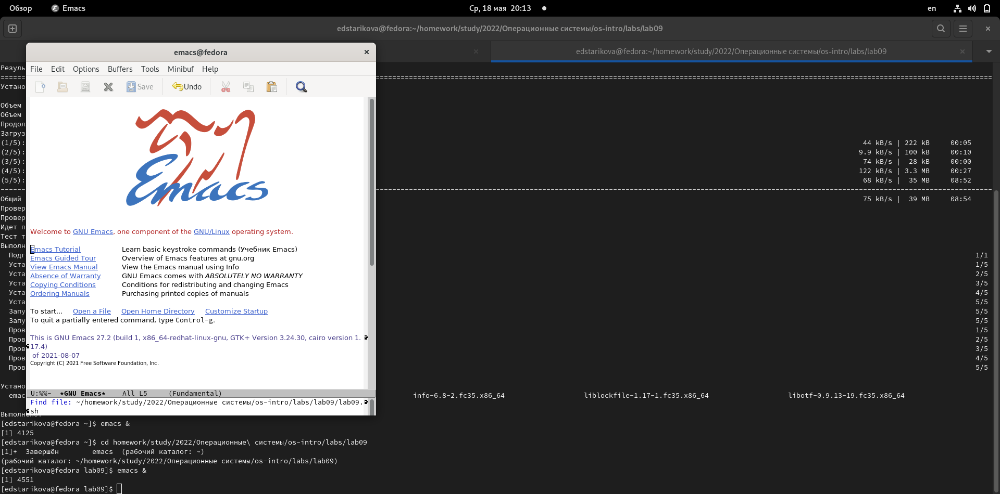 Обзор Emacs Ср, 18 мая 20:13 en
edstarikova@fedora:~/homework/study/2022/Операционные системы/os-intro/labs/lab09
edstarikova@fedora:~/homework/study/2022/Операционные системы/os-intro/labs/lab09
emacs@fedora
File Edit Options Buffers Tools Minibuf Help
Save Undo
Emacs
Welcome to GNU Emacs, one component of the GNU/Linux operating system.
Emacs Tutorial Learn basic keystroke commands (Учебник Emacs)
Emacs Guided Tour Overview of Emacs features at gnu.org
View Emacs Manual View the Emacs manual using Info
Absence of Warranty GNU Emacs comes with ABSOLUTELY NO WARRANTY
Copying Conditions Conditions for redistributing and changing Emacs
Ordering Manuals Purchasing printed copies of manuals
To start... Open a File Open Home Directory Customize Startup
To quit a partially entered command, type Control-g.
This is GNU Emacs 27.2 (build 1, x86_64-redhat-linux-gnu, GTK+ Version 3.24.30, cairo version 1.
17.4)
of 2021-08-07
Copyright (C) 2021 Free Software Foundation, Inc.
U:%%- *GNU Emacs* All L5 (Fundamental)
Find file: ~/homework/study/2022/Операционные системы/os-intro/labs/lab09/lab09.
sh
Резуль
Устано
Объем
Объем
Продол
Загруз
(1/5): 44 kB/s | 222 kB 00:05
(2/5): 9.9 kB/s | 100 kB 00:10
(3/5): 74 kB/s | 28 kB 00:00
(4/5): 122 kB/s | 3.3 MB 00:27
(5/5): 68 kB/s | 35 MB 08:52
Общий 75 kB/s | 39 MB 08:54
Провер
Провер
Идет п
Тест т
Выполн
Подг 1/1
Уста 1/5
Уста 2/5
Уста 3/5
Уста 4/5
Уста 5/5
Запу 5/5
Запу 5/5
Пров 1/5
Пров 2/5
Пров 3/5
Пров 4/5
Пров 5/5
Устано
emac info-6.8-2.fc35.x86_64 liblockfile-1.17-1.fc35.x86_64 libotf-0.9.13-19.fc35.x86_64
Выполнено!
[edstarikova@fedora ~]$ emacs &
[1] 4125
[edstarikova@fedora ~]$ cd homework/study/2022/Операционные\ системы/os-intro/labs/lab09
[1]+ Завершён emacs (рабочий каталог: ~)
(рабочий каталог: ~/homework/study/2022/Операционные системы/os-intro/labs/lab09)
[edstarikova@fedora lab09]$ emacs &
[1] 4551
[edstarikova@fedora lab09]$